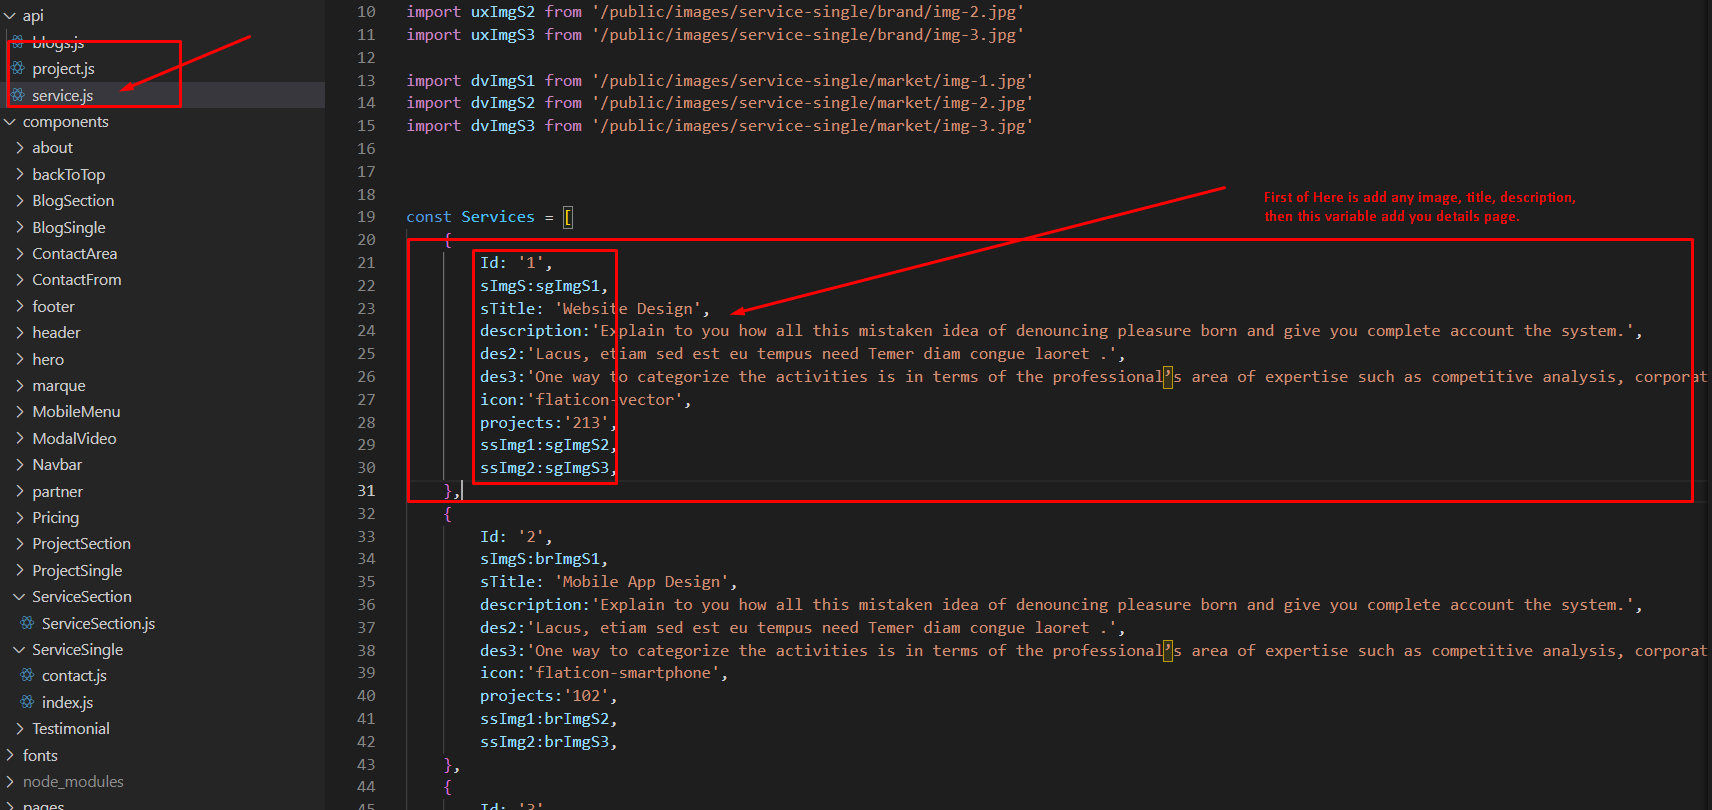 api
blogs.js
project.js
service.js
components
about
backToTop
BlogSection
BlogSingle
ContactArea
ContactFrom
footer
header
hero
marque
MobileMenu
ModalVideo
Navbar
partner
Pricing
ProjectSection
ProjectSingle
ServiceSection
ServiceSection.js
ServiceSingle
contact.js
index.js
Testimonial
fonts
node_modules
pages
10 import uxImgS2 from '/public/images/service-single/brand/img-2.jpg'
11 import uxImgS3 from '/public/images/service-single/brand/img-3.jpg'
12
13 import dvImgS1 from '/public/images/service-single/market/img-1.jpg'
14 import dvImgS2 from '/public/images/service-single/market/img-2.jpg'
15 import dvImgS3 from '/public/images/service-single/market/img-3.jpg'
16
17
18
First of Here is add any image, title, description,
then this variable add you details page.
19 const Services = [
20 {
21 Id: '1',
22 sImgS:sgImgS1,
23 sTitle: 'Website Design',
24 description:'Explain to you how all this mistaken idea of denouncing pleasure born and give you complete account the system.',
25 des2:'Lacus, etiam sed est eu tempus need Temer diam congue laoret .',
26 des3:'One way to categorize the activities is in terms of the professional’s area of expertise such as competitive analysis, corporat
27 icon:'flaticon-vector',
28 projects:'213',
29 ssImg1:sgImgS2,
30 ssImg2:sgImgS3,
31 },
32 {
33 Id: '2',
34 sImgS:brImgS1,
35 sTitle: 'Mobile App Design',
36 description:'Explain to you how all this mistaken idea of denouncing pleasure born and give you complete account the system.',
37 des2:'Lacus, etiam sed est eu tempus need Temer diam congue laoret .',
38 des3:'One way to categorize the activities is in terms of the professional’s area of expertise such as competitive analysis, corporat
39 icon:'flaticon-smartphone',
40 projects:'102',
41 ssImg1:brImgS2,
42 ssImg2:brImgS3,
43 },
44 {
45 Id: '3'